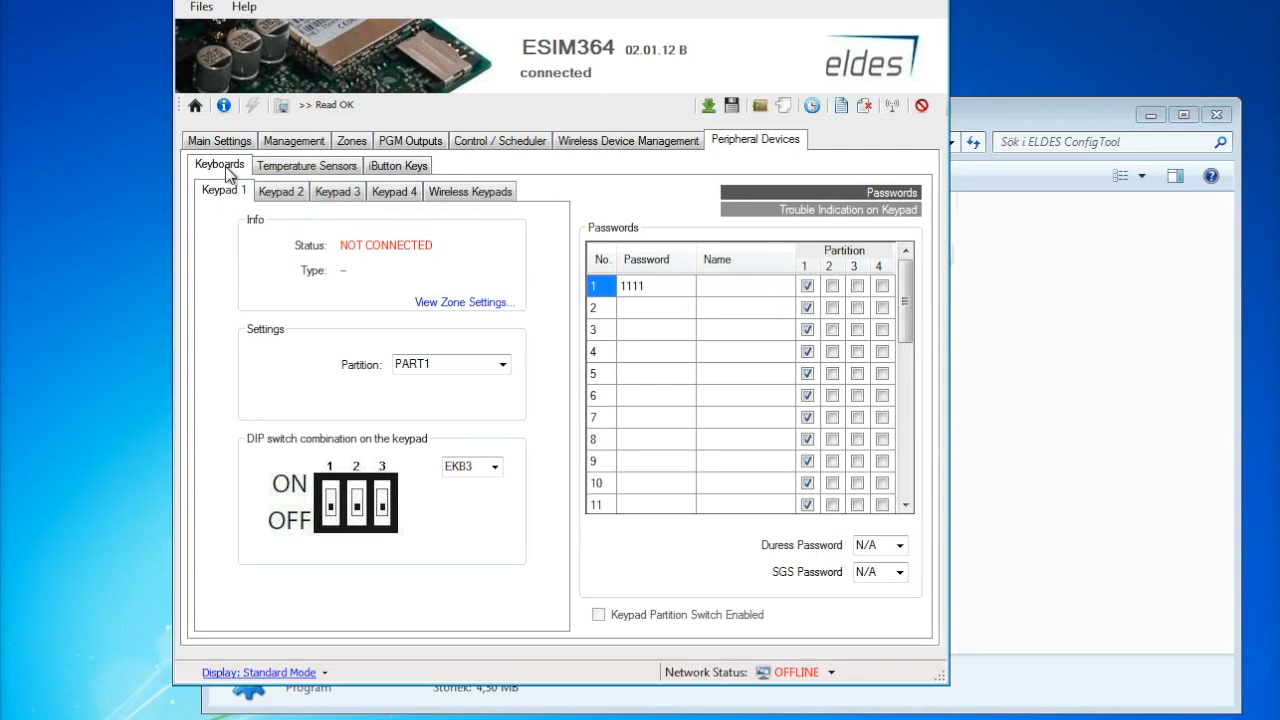 Files Help
ESIM364 02.01.12 B
connected
eldes
>> Read OK
Main Settings Management Zones PGM Outputs Control / Scheduler Wireless Device Management Peripheral Devices
Sök i ELDES ConfigTool
Keyboards Temperature Sensors iButton Keys
Keypad 1 Keypad 2 Keypad 3 Keypad 4 Wireless Keypads
Passwords
Trouble Indication on Keypad
Info
Status: NOT CONNECTED
Type: --
View Zone Settings...
Settings
Partition: PART1
DIP switch combination on the keypad
1 2 3
EKB3
ON
OFF
Passwords
No. Password Name Partition
1 2 3 4
1 1111
2
3
4
5
6
7
8
9
10
11
Duress Password N/A
SGS Password N/A
Keypad Partition Switch Enabled
Display: Standard Mode
Network Status: OFFLINE
Program Storlek: 4,50 MB